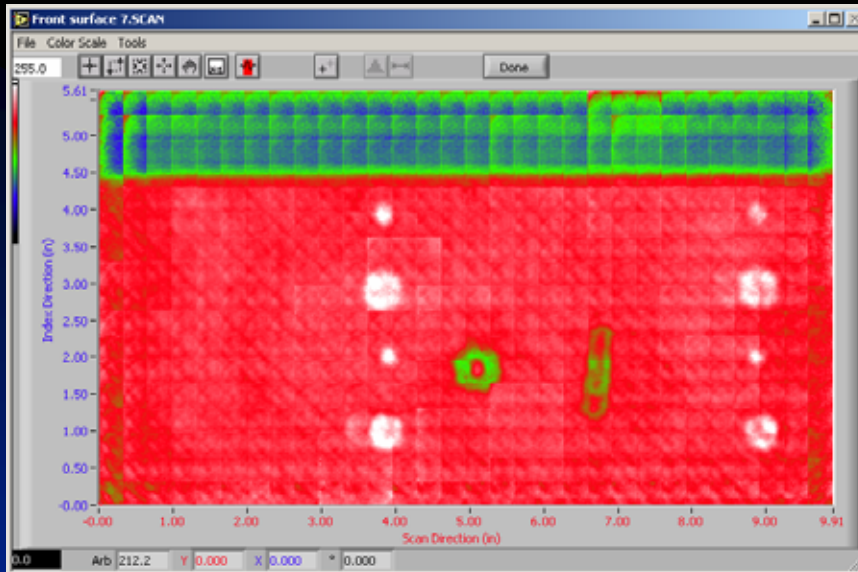 Front surface 7.SCAN
File Color Scale Tools
255.0
Done
5.61
5.00
4.50
4.00
3.50
3.00
2.50
2.00
1.50
1.00
0.50
-0.00
Index Direction (in)
-0.00 1.00 2.00 3.00 4.00 5.00 6.00 7.00 8.00 9.00 9.91
Scan Direction (in)
0.0 Arb 212.2 Y 0.000 X 0.000 ° 0.000